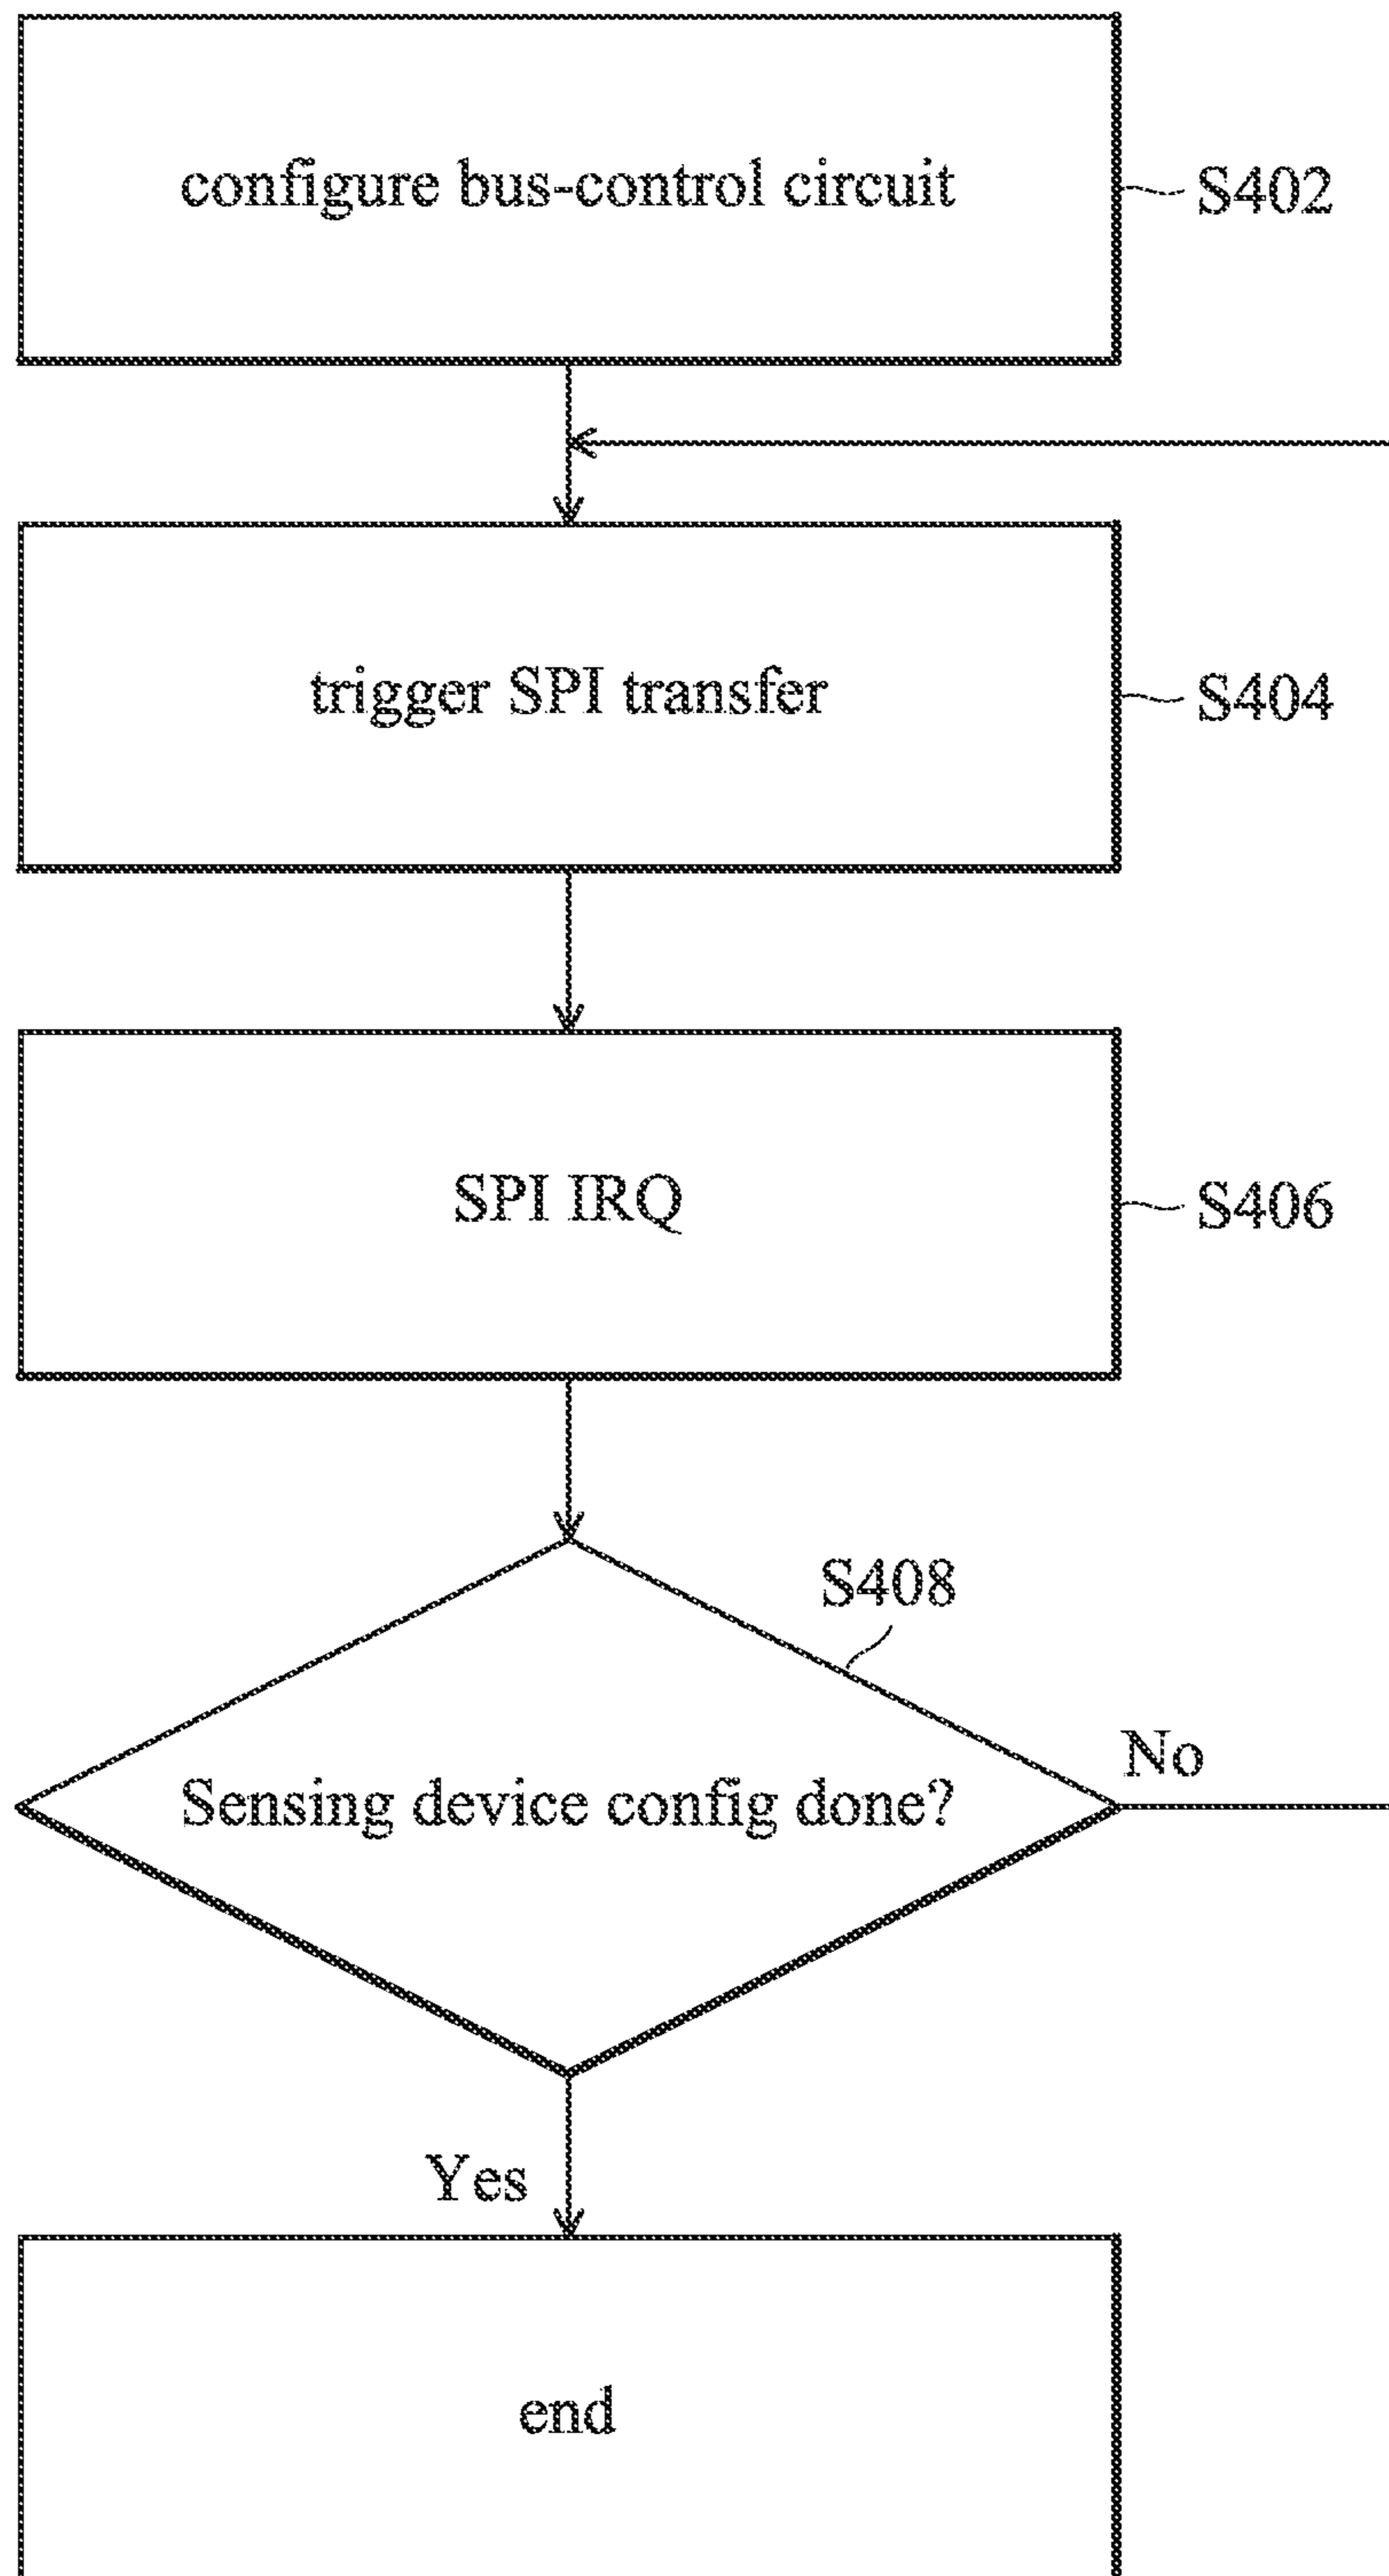 configure bus-control circuit
S402
trigger SPI transfer
S404
SPI IRQ
S406
S408
No
Sensing device config done?
Yes
end